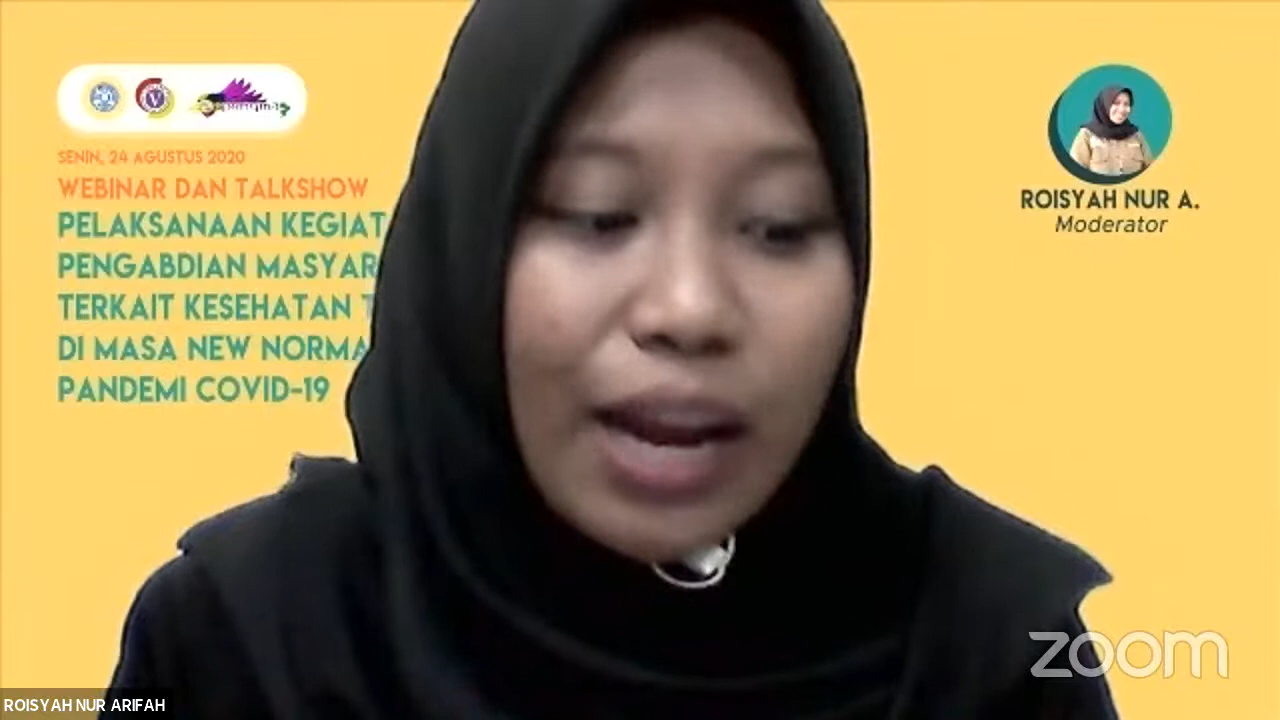 SENIN, 24 AGUSTUS 2020
WEBINAR DAN TALKSHOW
PELAKSANAAN KEGIAT
PENGABDIAN MASYAR
TERKAIT KESEHATAN T
DI MASA NEW NORMA
PANDEMI COVID-19
ROISYAH NUR A.
Moderator
zoom
ROISYAH NUR ARIFAH